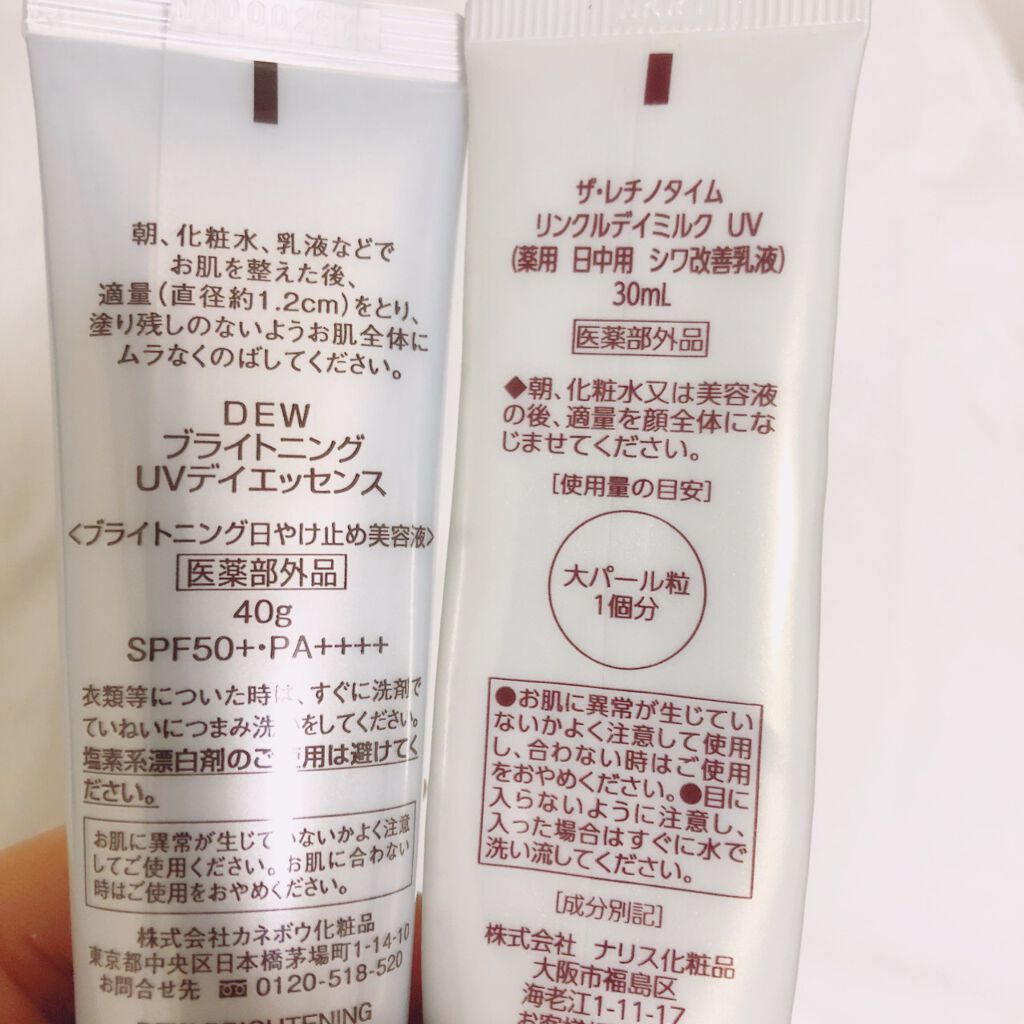 朝、化粧水、乳液などで
お肌を整えた後、
適量(直径約1.2cm)をとり、
塗り残しのないようお肌全体に
ムラなくのばしてください。
DEW
ブライトニング
UVデイエッセンス
<ブライトニング日やけ止め美容液>
医薬部外品
40g
SPF50+・PA++++
衣類等についた時は、すぐに洗剤で
ていねいにつまみ洗いをしてください。
塩素系漂白剤のご使用は避けてく
ださい。
お肌に異常が生じていないかよく注意
してご使用ください。お肌に合わない
時はご使用をおやめください。
株式会社カネボウ化粧品
東京都中央区日本橋茅場町1-14-10
お問合せ先 0120-518-520
ザ・レチノタイム
リンクルデイミルク UV
(薬用 日中用 シワ改善乳液)
30mL
医薬部外品
◆朝、化粧水又は美容液
の後、適量を顔全体にな
じませてください。
[使用量の目安]
大パール粒
1個分
●お肌に異常が生じてい
ないかよく注意して使用
し、合わない時はご使用
をおやめください。●目に
入らないように注意し、
入った場合はすぐに水で
洗い流してください。
[成分別記]
株式会社 ナリス化粧品
大阪市福島区
海老江1-11-17